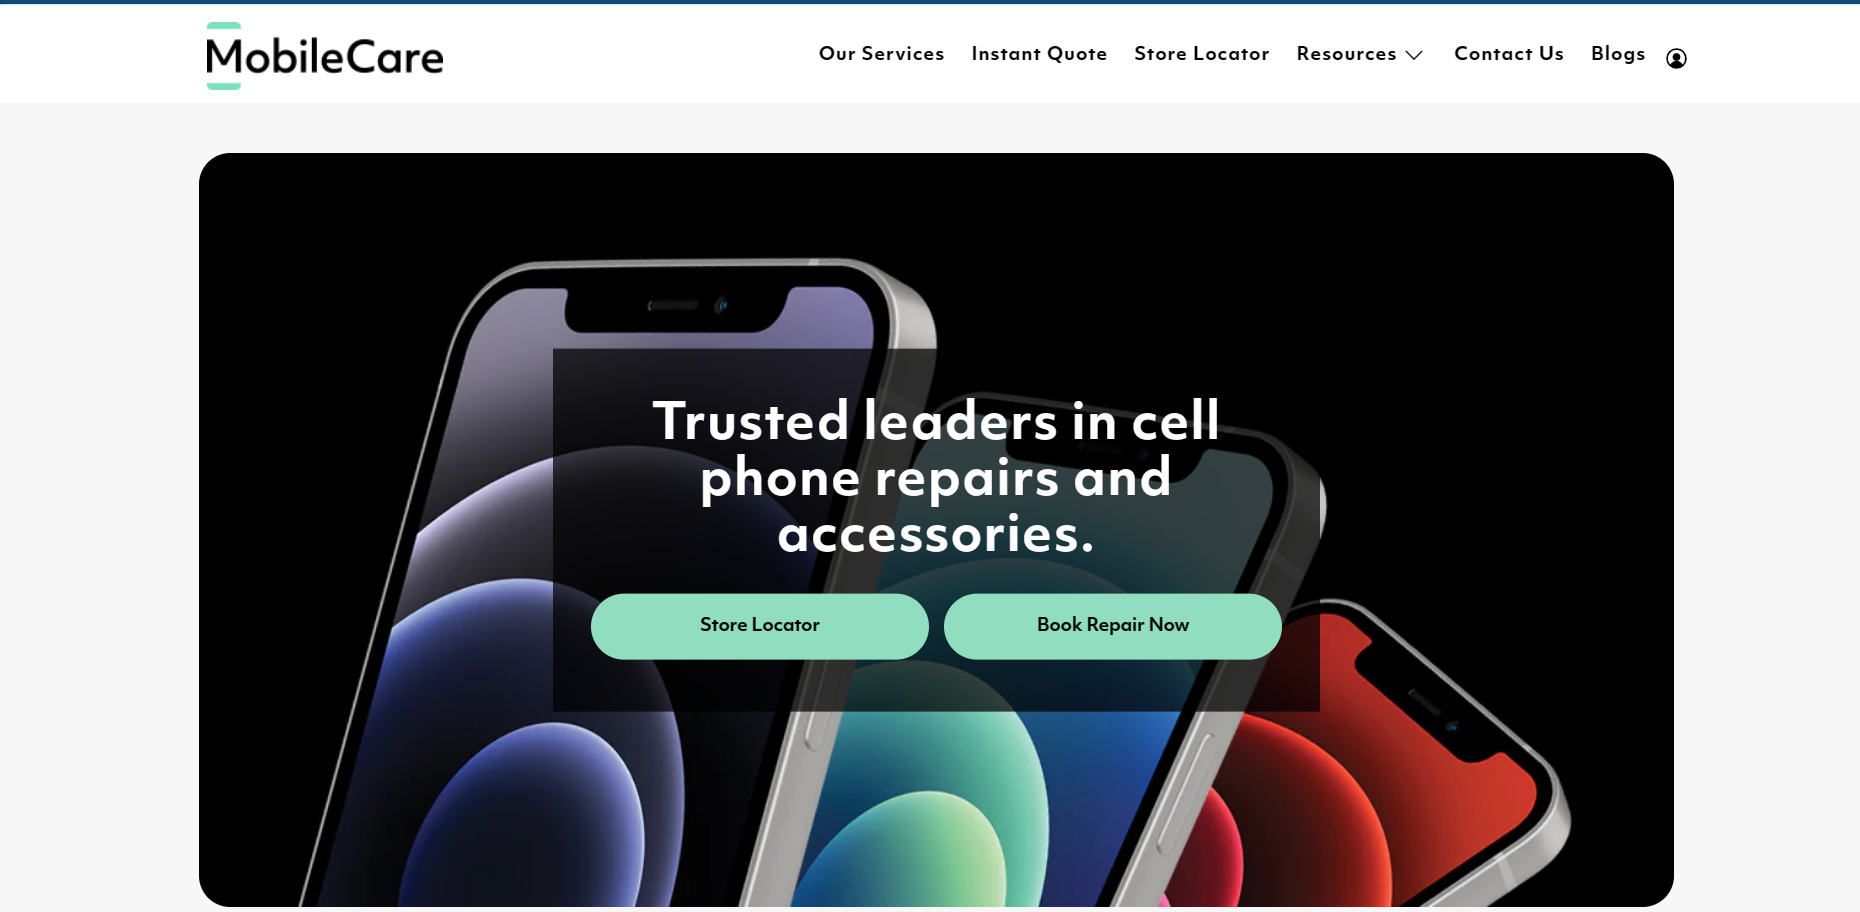 MobileCare
Our Services
Instant Quote
Store Locator
Resources
Contact Us
Blogs
Trusted leaders in cell
phone repairs and
accessories.
Store Locator
Book Repair Now